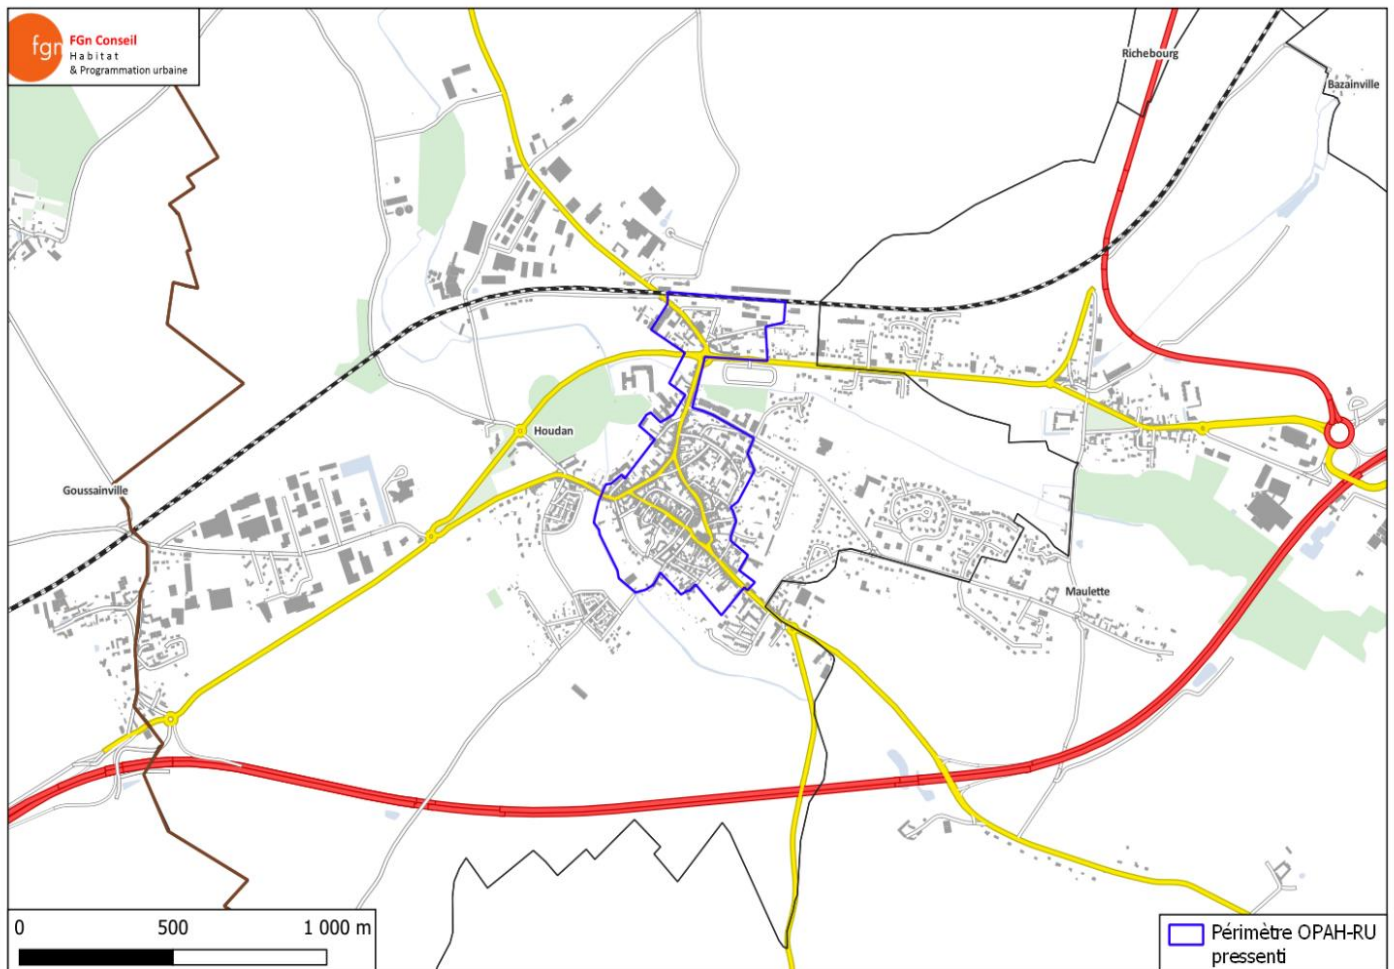 fgn
FGn Conseil
Habitat
& Programmation urbaine
Richebourg
Bazainville
Houdan
Goussainville
Maulette
0 500 1 000 m
Périmètre OPAH-RU
pressenti